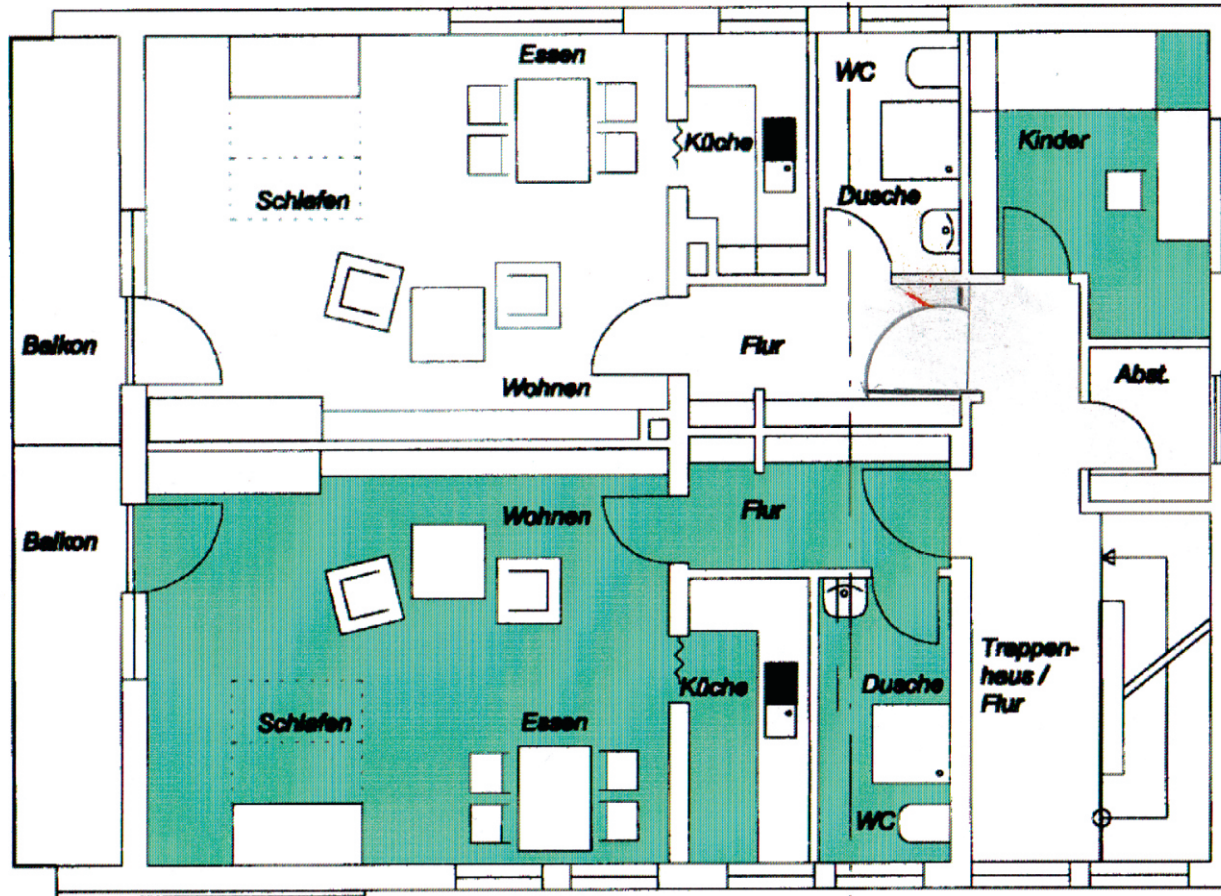 Essen
WC
Küche
Kinder
Schlafen
Dusche
Balkon
Flur
Wohnen
Abst.
Balkon
Wohnen
Flur
Küche
Dusche
Treppen-
haus /
Flur
Schlafen
Essen
WC